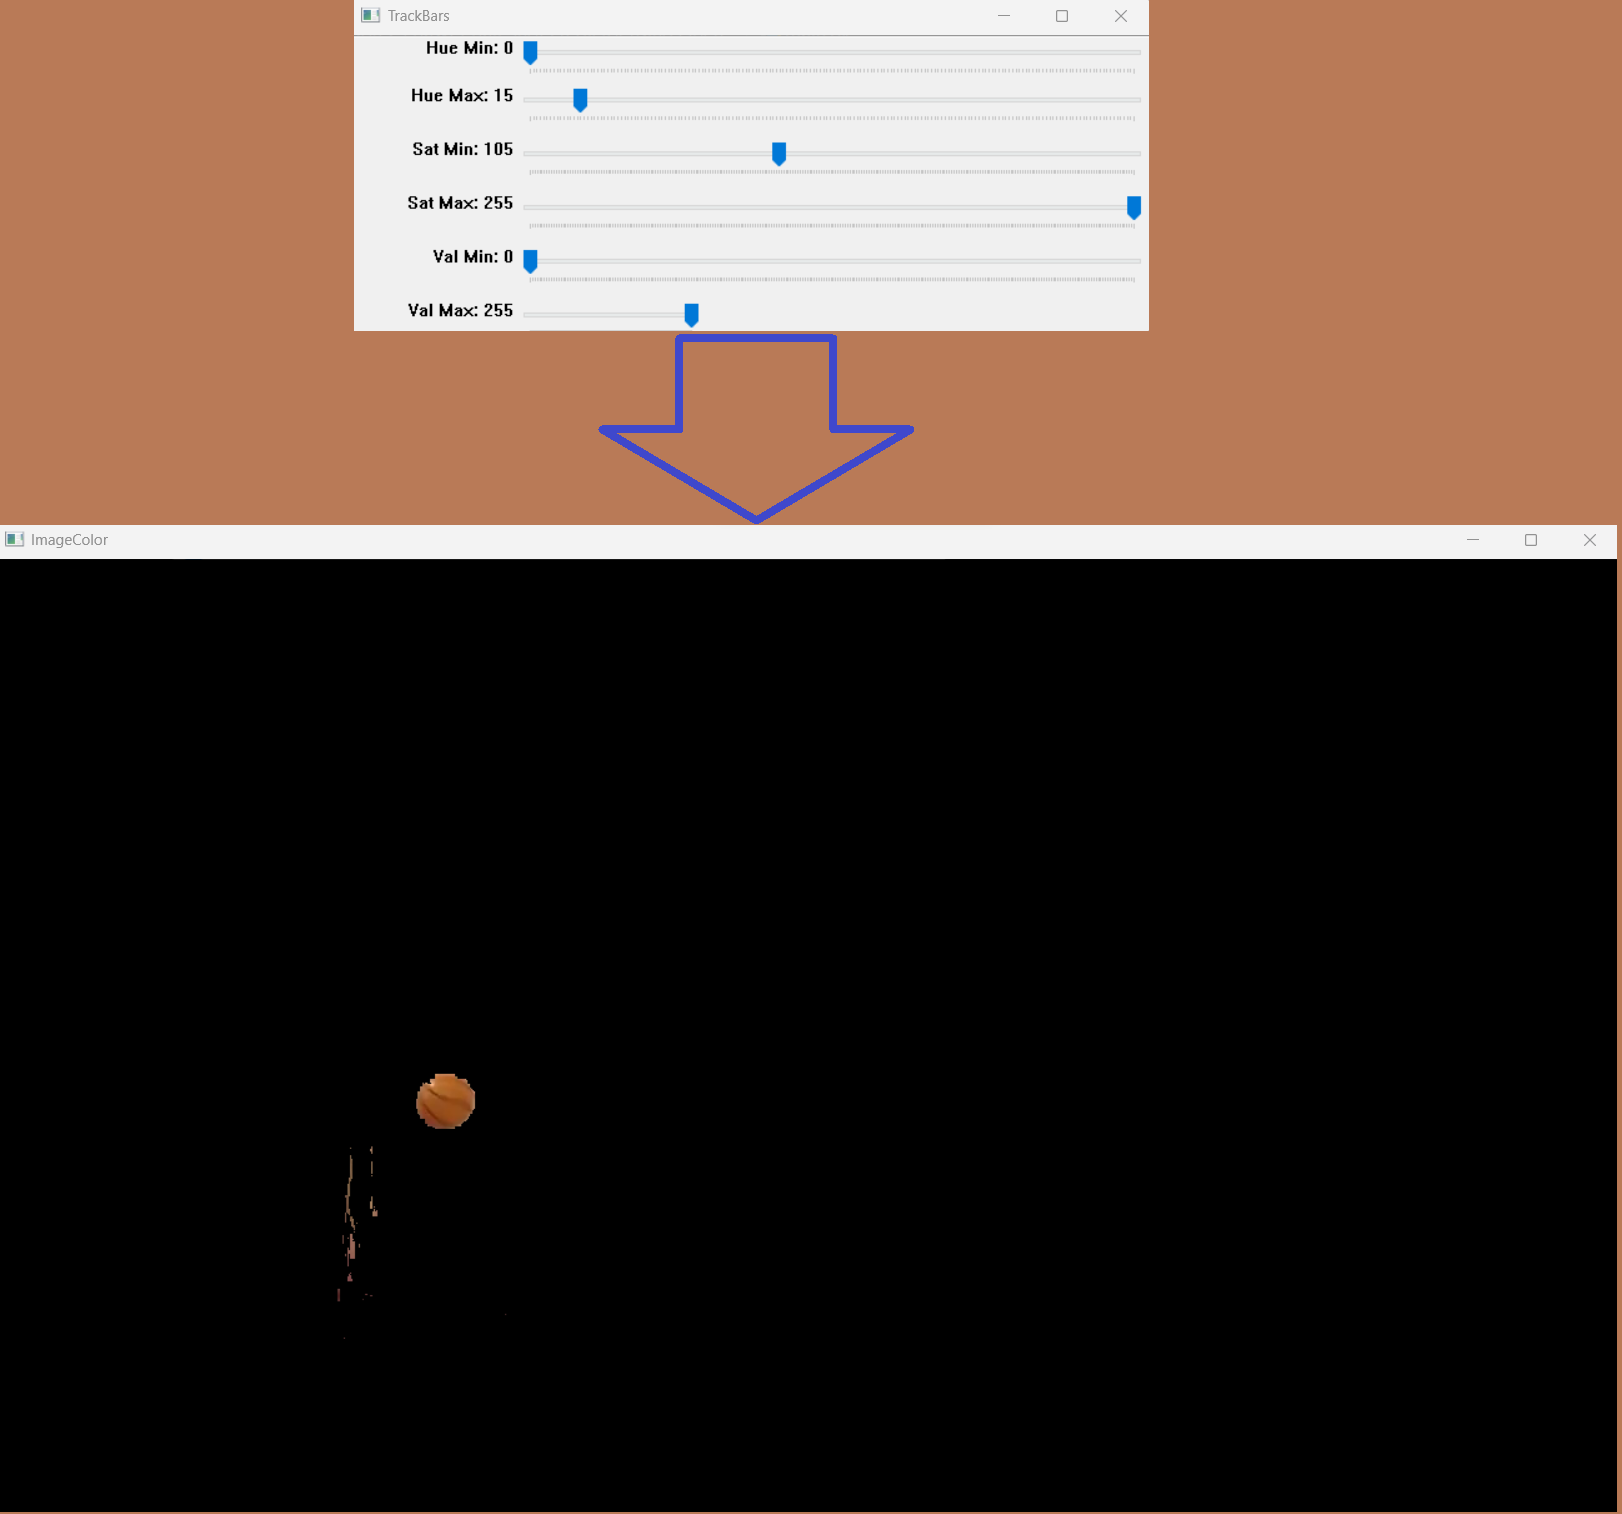 TrackBars
Hue Min: 0
Hue Max: 15
Sat Min: 105
Sat Max: 255
Val Min: 0
Val Max: 255
ImageColor